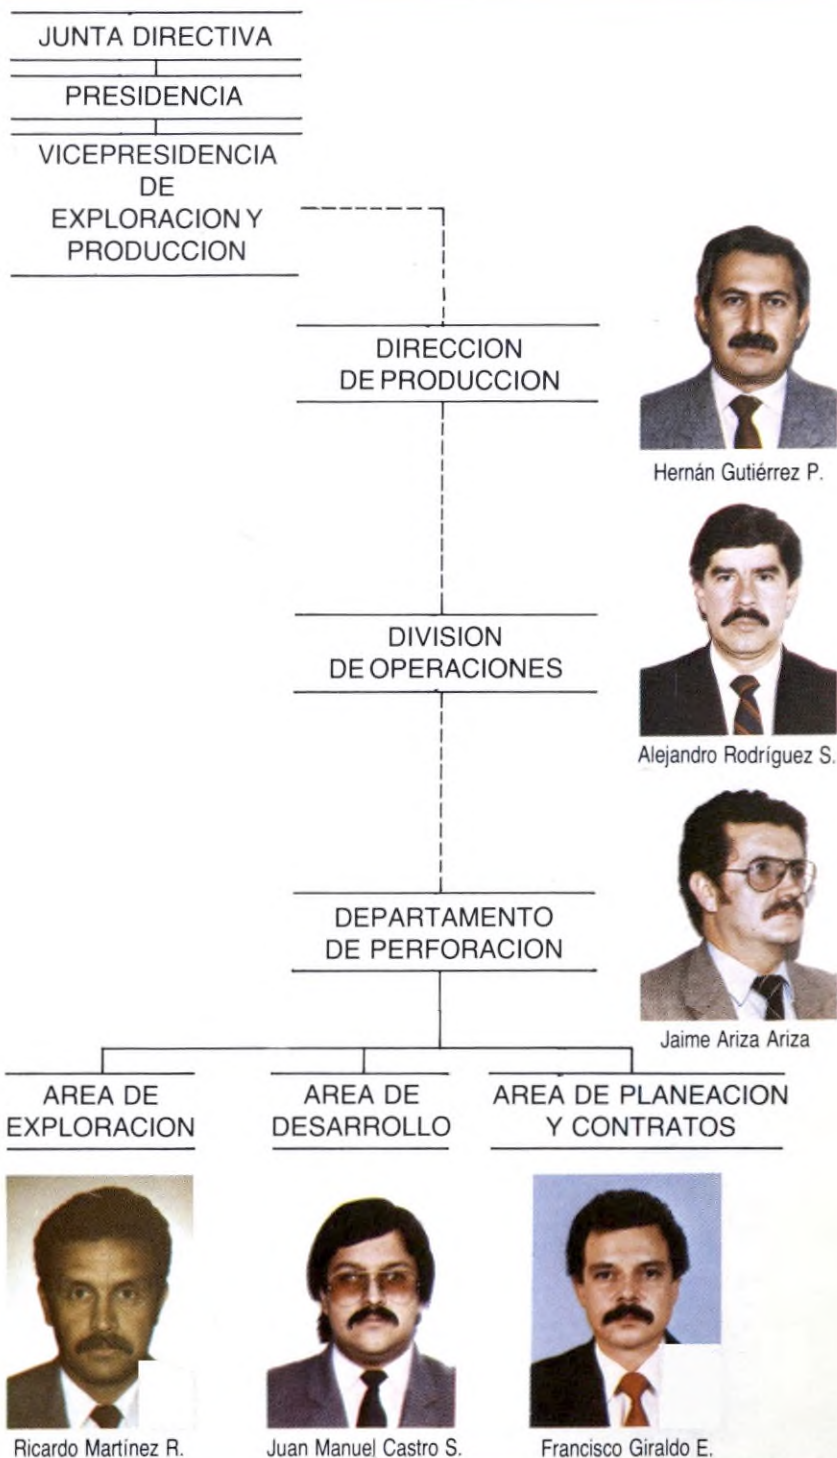 JUNTA DIRECTIVA
PRESIDENCIA
VICEPRESIDENCIA
DE
EXPLORACION Y
PRODUCCION
DIRECCION
DE PRODUCCION
Hernán Gutiérrez P.
DIVISION
DE OPERACIONES
Alejandro Rodríguez S.
DEPARTAMENTO
DE PERFORACION
Jaime Ariza Ariza
AREA DE
EXPLORACION
AREA DE
DESARROLLO
AREA DE PLANEACION
Y CONTRATOS
Ricardo Martínez R.
Juan Manuel Castro S.
Francisco Giraldo E.